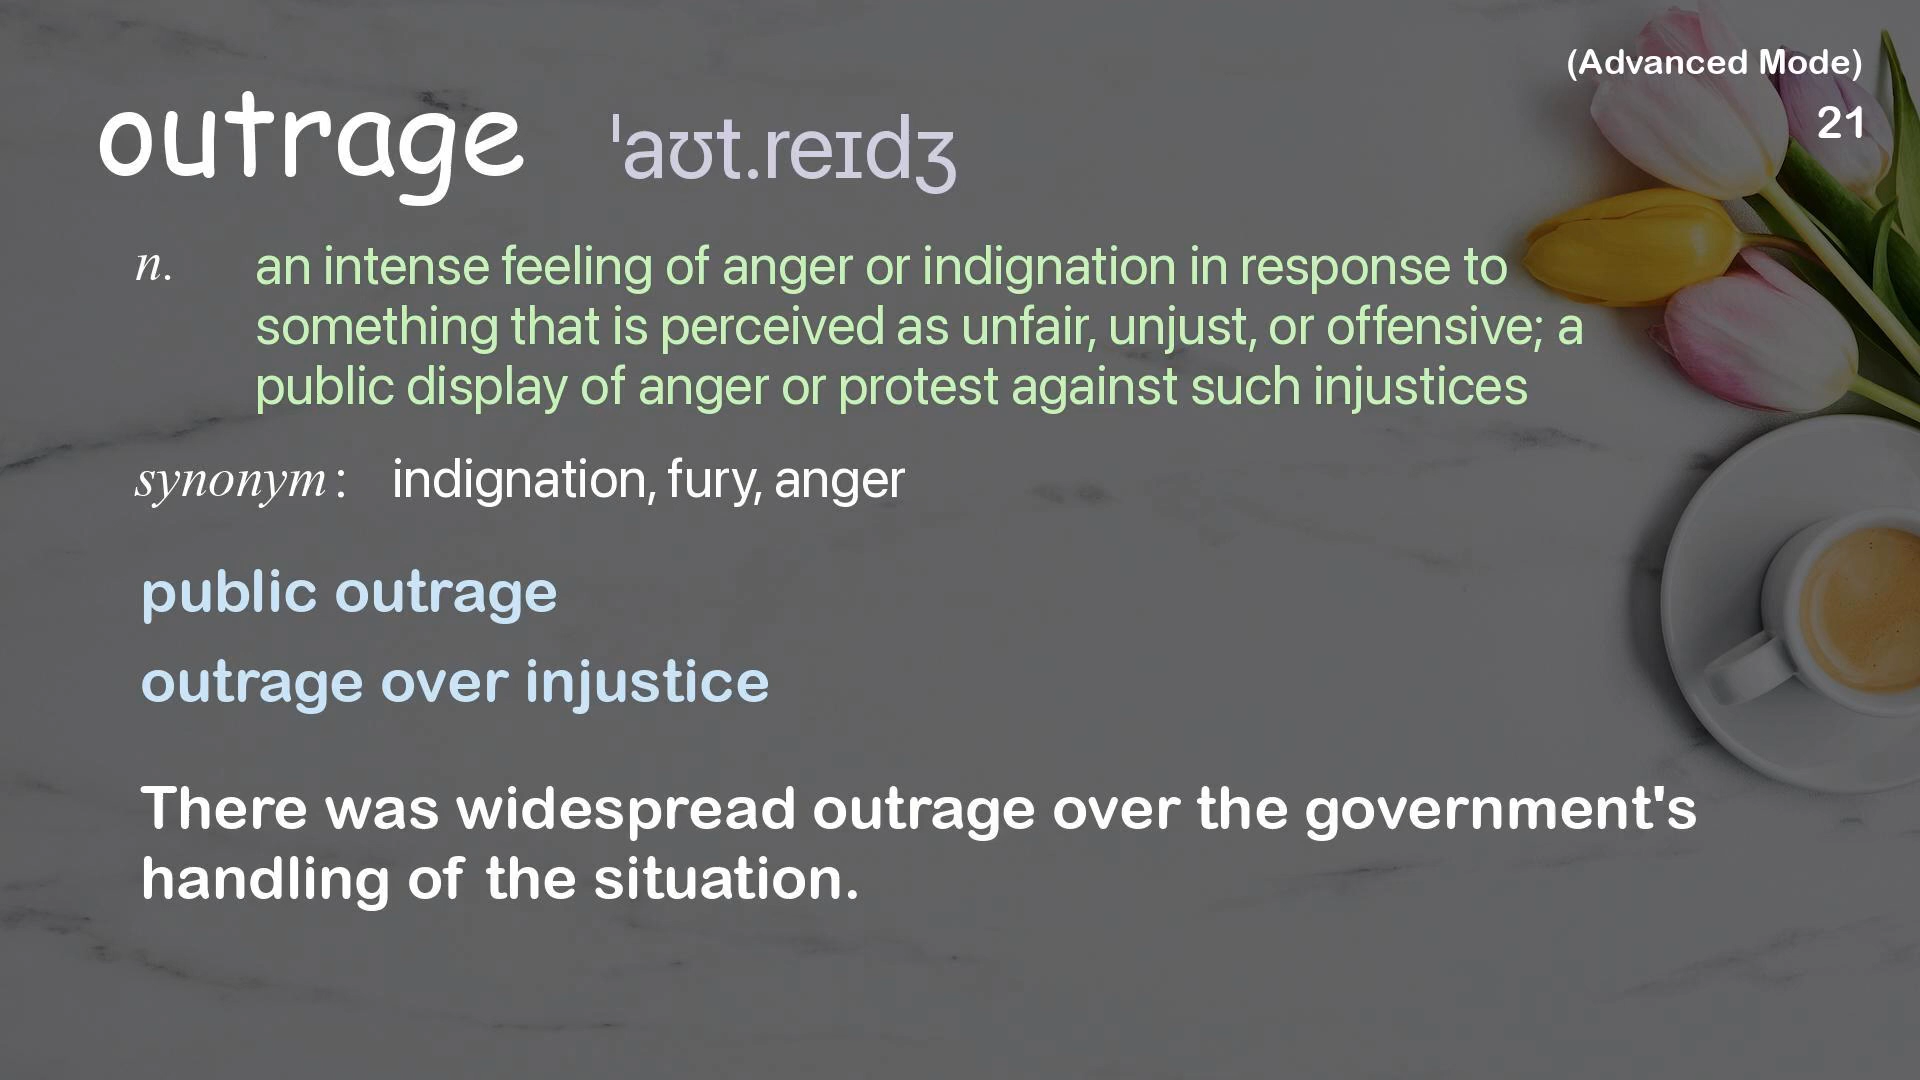 (Advanced Mode)
21
outrage ˈaʊt.reɪdʒ
n. an intense feeling of anger or indignation in response to
something that is perceived as unfair, unjust, or offensive; a
public display of anger or protest against such injustices
synonym : indignation, fury, anger
public outrage
outrage over injustice
There was widespread outrage over the government's
handling of the situation.